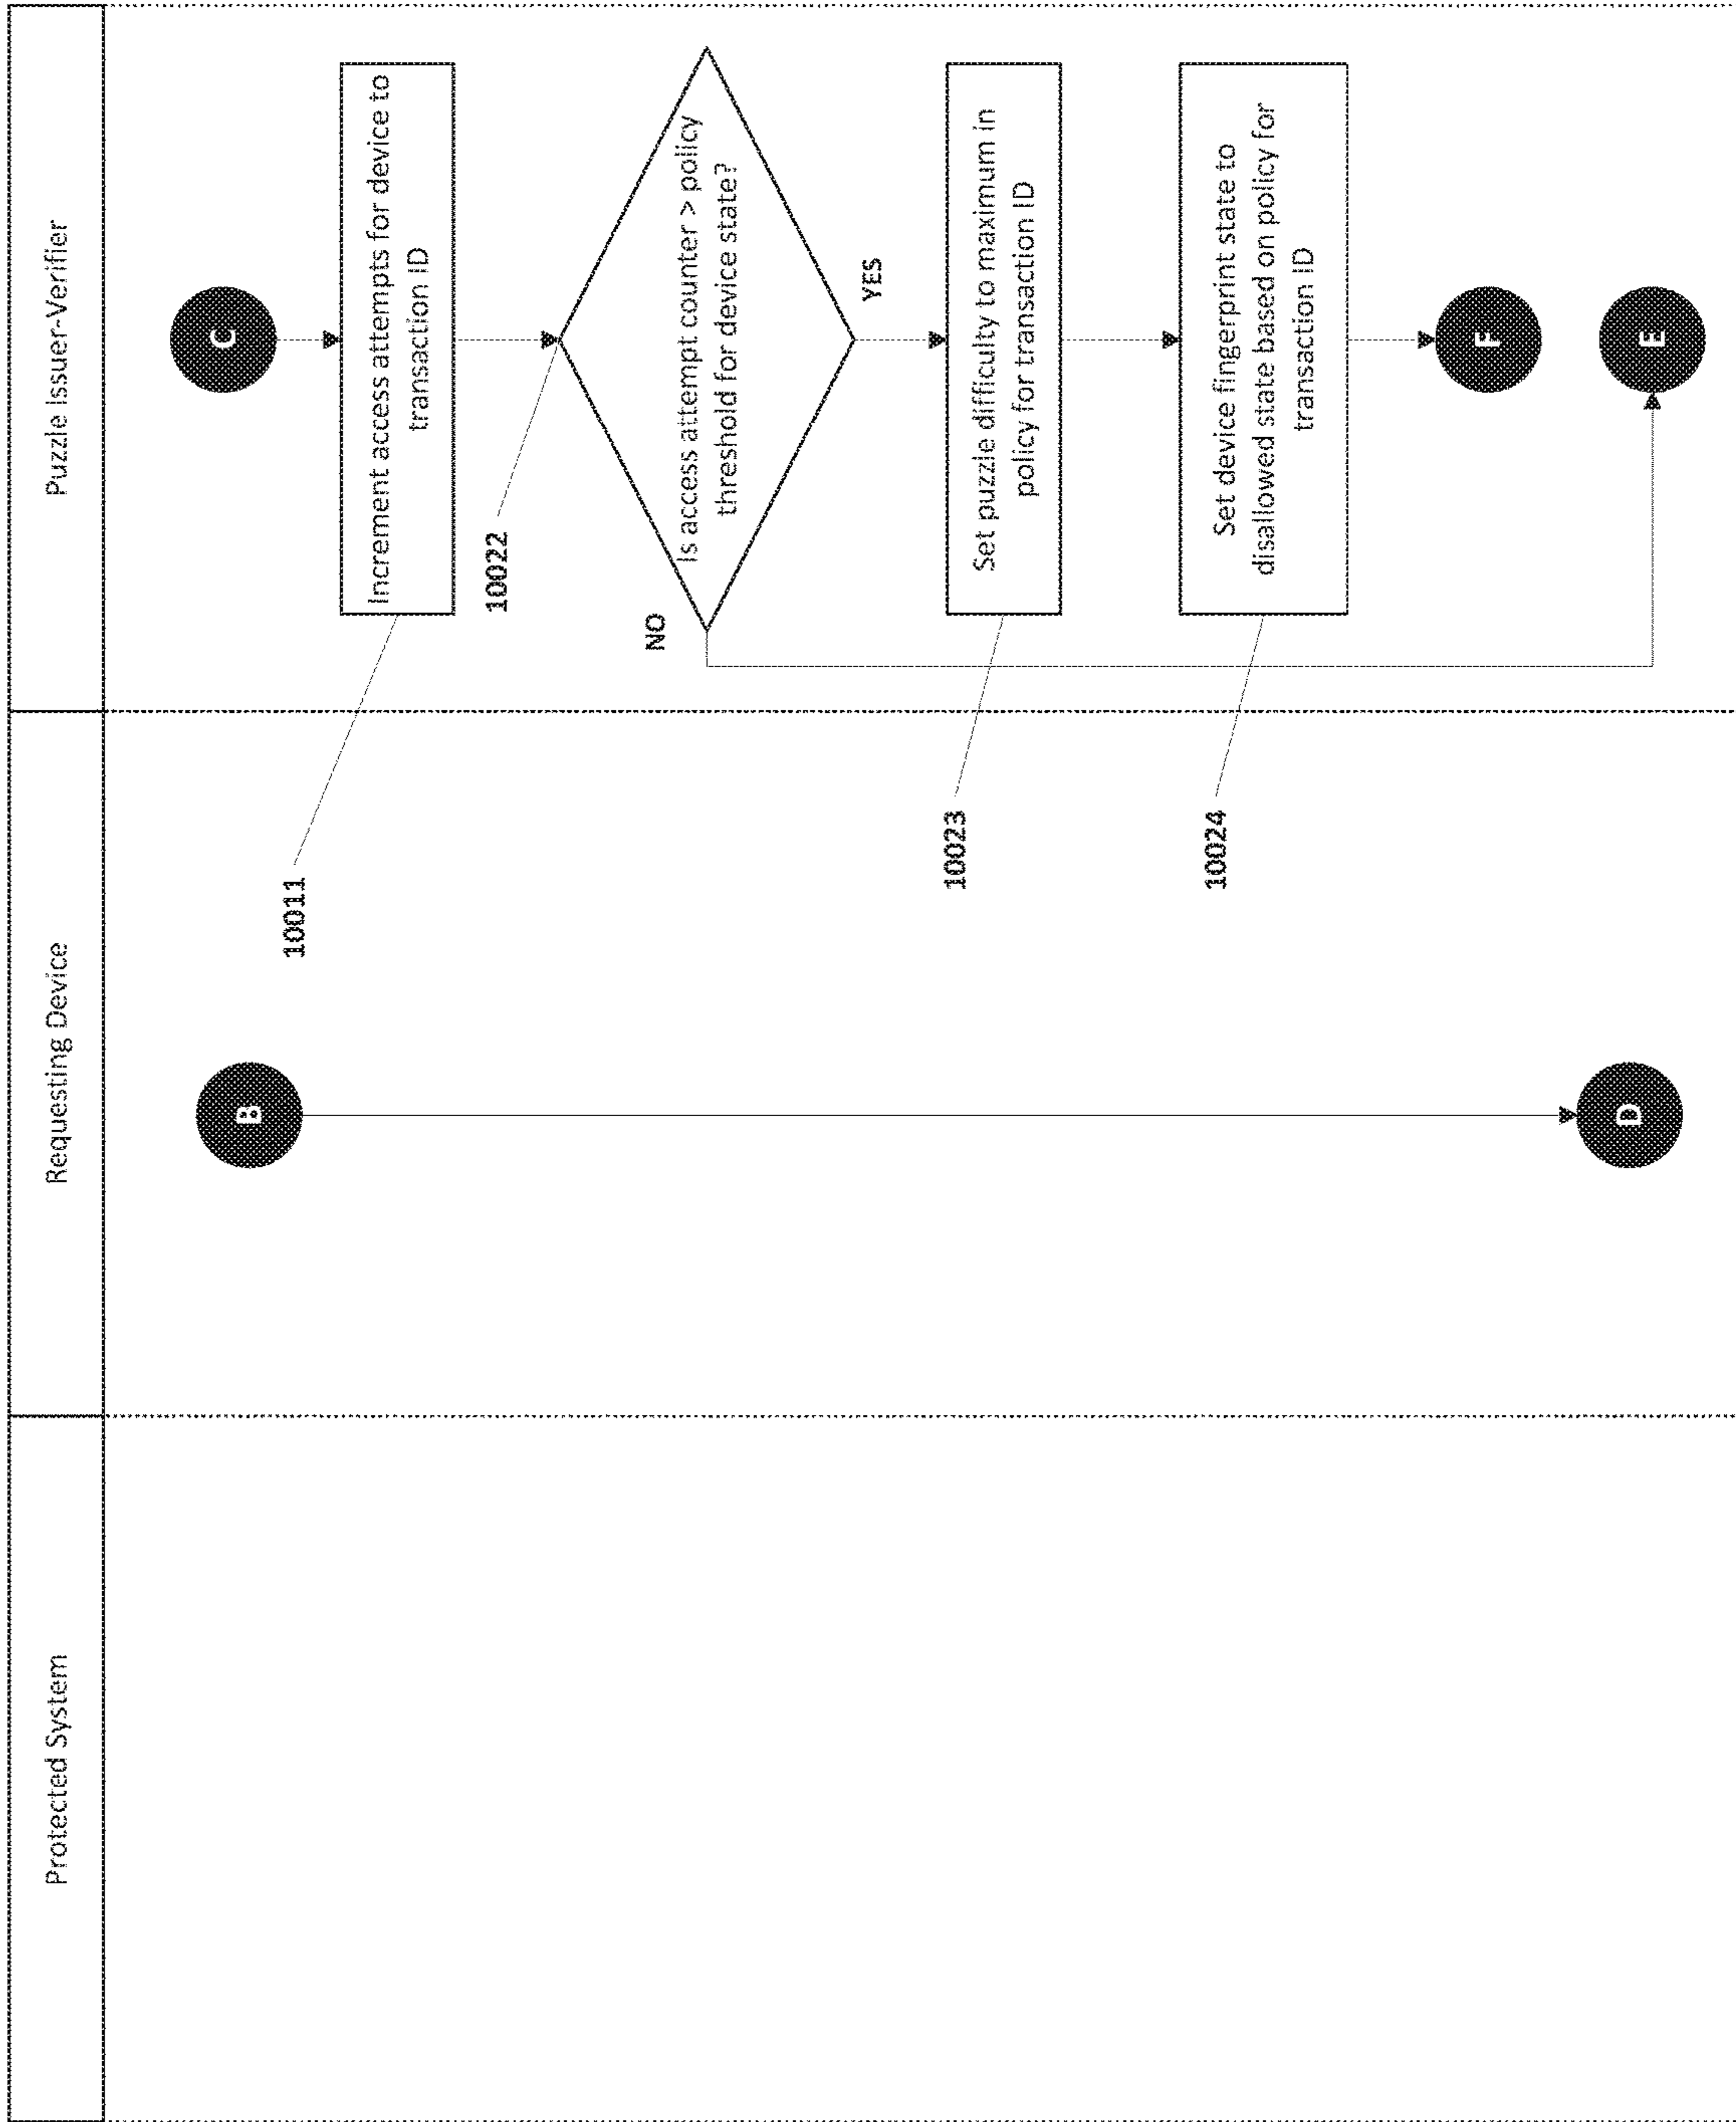 Protected System
Requesting Device
Puzzle Issuer-Verifier
B
C
10011
Increment access attempts for device to
transaction ID
10022
NO
Is access attempt counter > policy
threshold for device state?
YES
10023
Set puzzle difficulty to maximum in
policy for transaction ID
10024
Set device fingerprint state to
disallowed state based on policy for
transaction ID
F
D
E